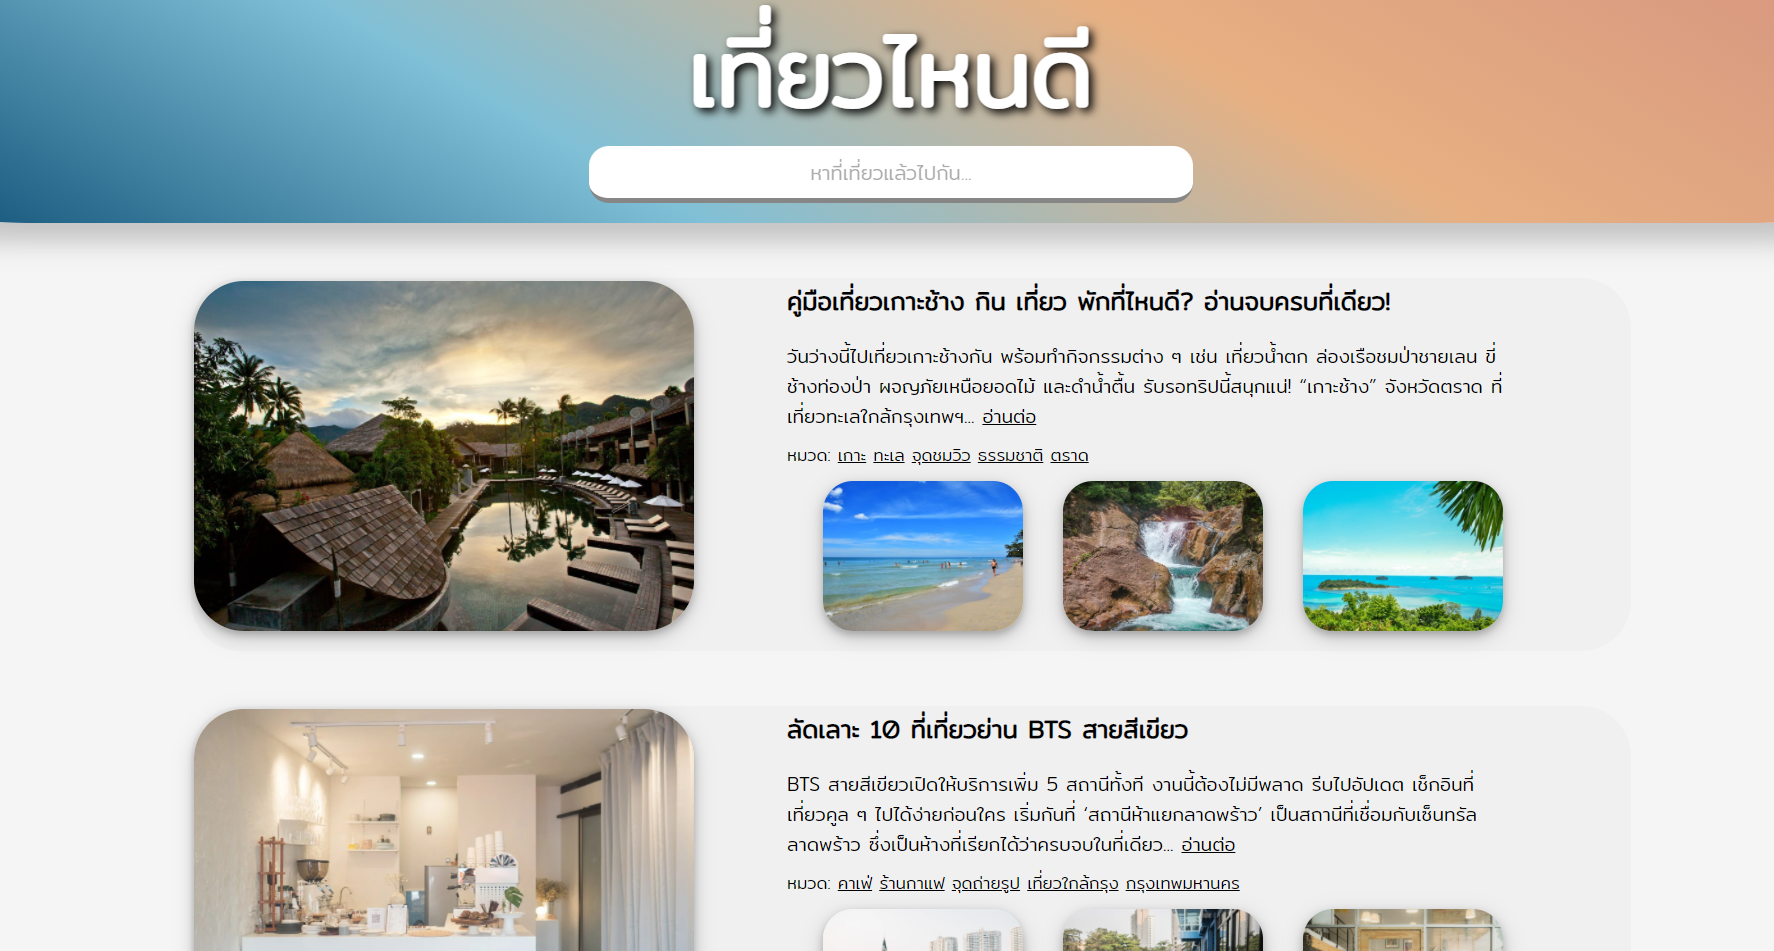 เที่ยวไหนดี
หาที่เที่ยวแล้วไปกัน...
คู่มือเที่ยวเกาะช้าง กิน เที่ยว พักที่ไหนดี? อ่านจบครบที่เดียว!
วันว่างนี้ไปเที่ยวเกาะช้างกัน พร้อมทำกิจกรรมต่าง ๆ เช่น เที่ยวน้ำตก ล่องเรือชมป่าชายเลน ขี่
ช้างท่องป่า ผจญภัยเหนือยอดไม้ และดำน้ำตื้น รับรอทริปนี้สนุกแน่! “เกาะช้าง” จังหวัดตราด ที่
เที่ยวทะเลใกล้กรุงเทพฯ... อ่านต่อ
หมวด: เกาะ ทะเล จุดชมวิว ธรรมชาติ ตราด
ลัดเลาะ 10 ที่เที่ยวย่าน BTS สายสีเขียว
BTS สายสีเขียวเปิดให้บริการเพิ่ม 5 สถานีทั้งที งานนี้ต้องไม่มีพลาด รีบไปอัปเดต เช็กอินที่
เที่ยวคูล ๆ ไปได้ง่ายก่อนใคร เริ่มกันที่ ‘สถานีห้าแยกลาดพร้าว’ เป็นสถานีที่เชื่อมกับเซ็นทรัล
ลาดพร้าว ซึ่งเป็นห้างที่เรียกได้ว่าครบจบในที่เดียว... อ่านต่อ
หมวด: คาเฟ่ ร้านกาแฟ จุดถ่ายรูป เที่ยวใกล้กรุง กรุงเทพมหานคร